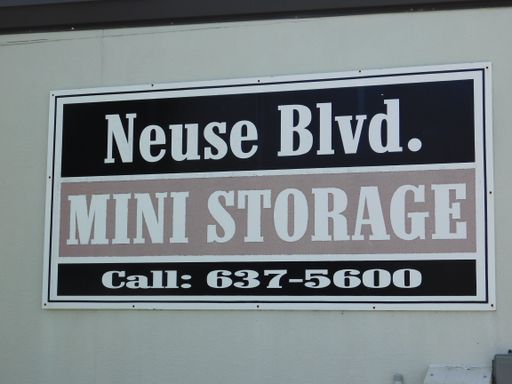 Neuse Blvd.
MINI STORAGE
Call: 637-5600